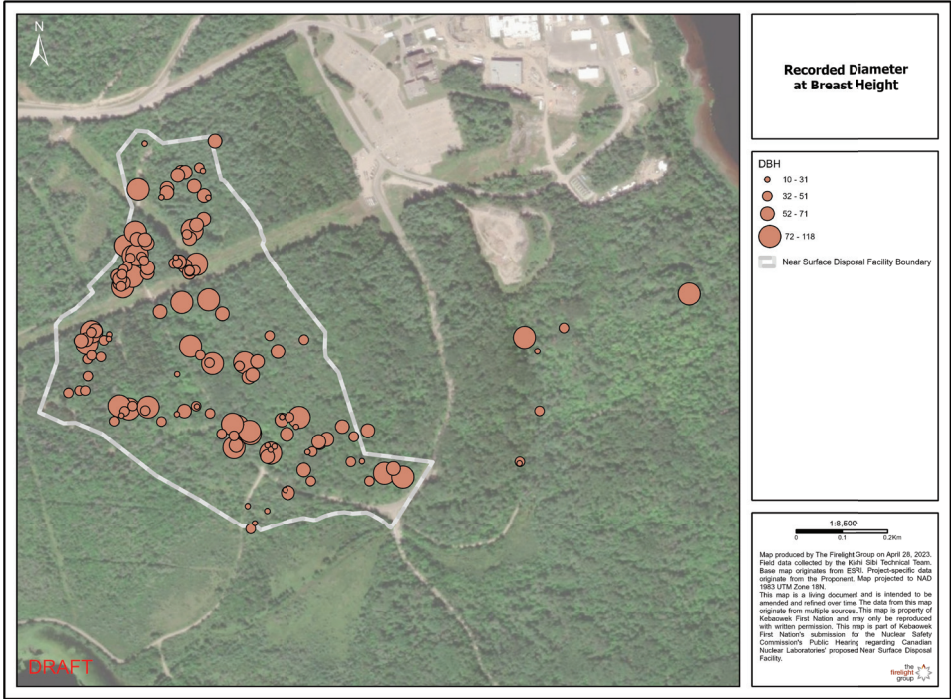 N
Recorded Diameter
at Breast Height
DBH
10 - 31
32 - 51
52 - 71
72 - 118
Near Surface Disposal Facility Boundary
1:8,600
0 0.1 0.2Km
Map produced by The Firelight Group on April 28, 2023.
Field data collected by the Kichi Sibi Technical Team.
Base map originates from ESRI. Project-specific data
originate from the Proponent. Map projected to NAD
1983 UTM Zone 18N.
This map is a living document and is intended to be
amended and refined over time. The data from this map
originate from multiple sources. This map is property of
Kebaowek First Nation and may only be reproduced
with written permission. This map is part of Kebaowek
First Nation's submission for the Nuclear Safety
Commission's Public Hearing regarding Canadian
Nuclear Laboratories' proposed Near Surface Disposal
Facility.
the
firelight
group
DRAFT